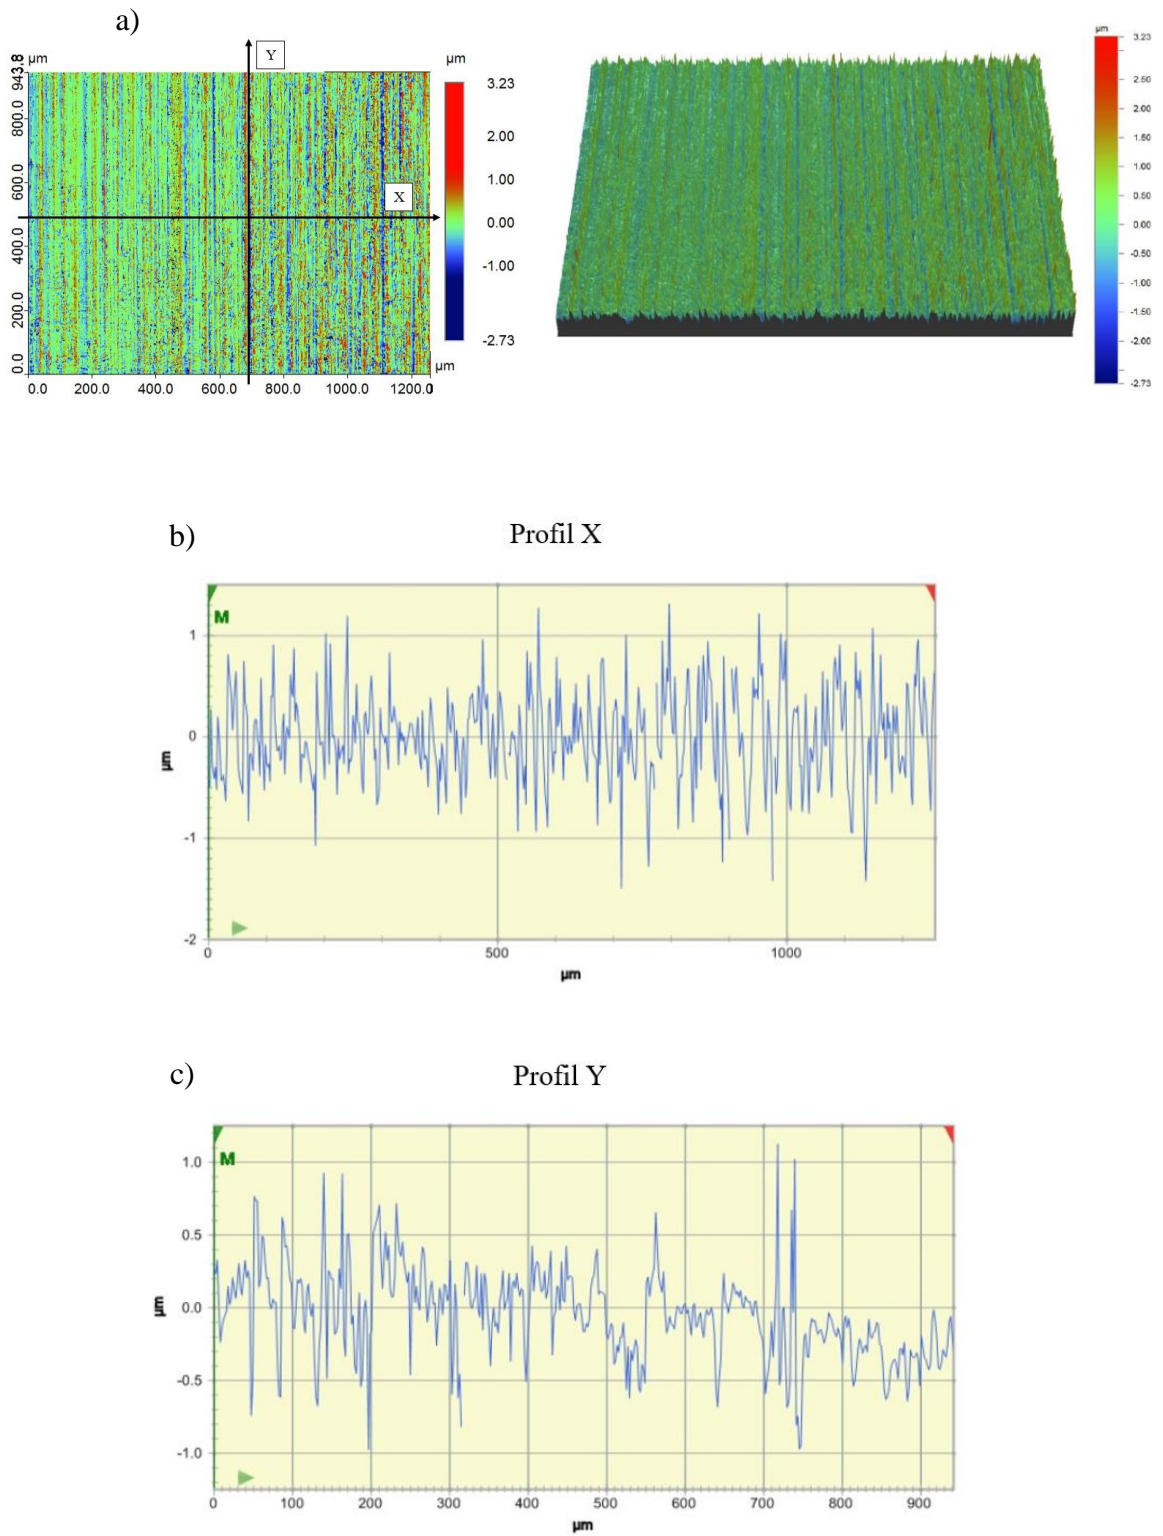 a)
µm
943.8
800.0
600.0
400.0
200.0
0.0
Y
X
0.0 200.0 400.0 600.0 800.0 1000.0 1200.0
µm
3.23
2.00
1.00
0.00
-1.00
-2.73
µm
µm
3.23
2.50
2.00
1.50
1.00
0.50
0.00
-0.50
-1.00
-1.50
-2.00
-2.73
b)
Profil X
M
1
0
-1
-2
µm
0 500 1000
µm
c)
Profil Y
M
1.0
0.5
0.0
-0.5
-1.0
µm
0 100 200 300 400 500 600 700 800 900
µm